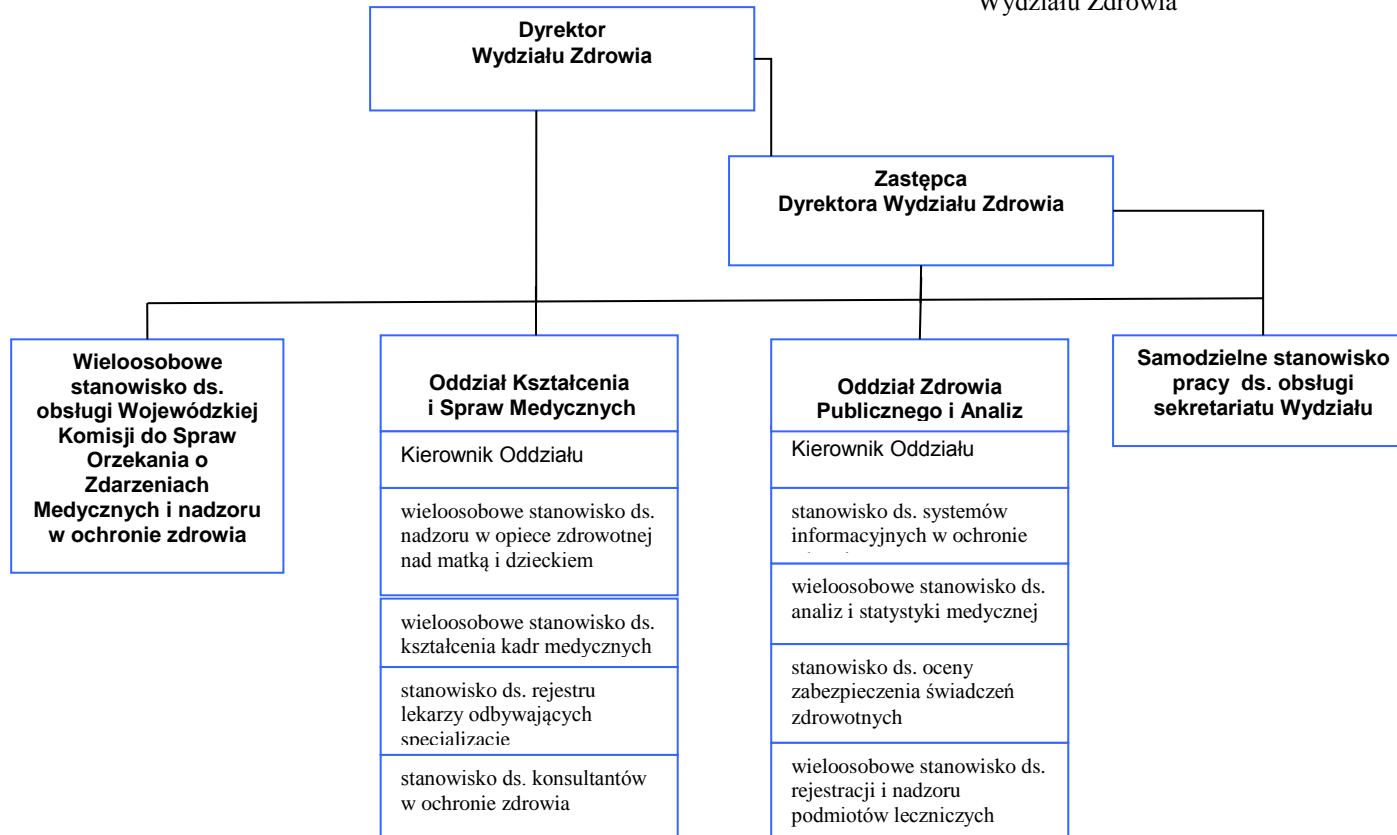 Wydziału Zdrowia
Dyrektor
Wydziału Zdrowia
Zastępca
Dyrektora Wydziału Zdrowia
Wieloosobowe
stanowisko ds.
obsługi Wojewódzkiej
Komisji do Spraw
Orzekania o
Zdarzeniach
Medycznych i nadzoru
w ochronie zdrowia
Oddział Kształcenia
i Spraw Medycznych
Kierownik Oddziału
wieloosobowe stanowisko ds.
nadzoru w opiece zdrowotnej
nad matką i dzieckiem
wieloosobowe stanowisko ds.
kształcenia kadr medycznych
stanowisko ds. rejestru
lekarzy odbywających
specjalizacje
stanowisko ds. konsultantów
w ochronie zdrowia
Oddział Zdrowia
Publicznego i Analiz
Kierownik Oddziału
stanowisko ds. systemów
informacyjnych w ochronie
wieloosobowe stanowisko ds.
analiz i statystyki medycznej
stanowisko ds. oceny
zabezpieczenia świadczeń
zdrowotnych
wieloosobowe stanowisko ds.
rejestracji i nadzoru
podmiotów leczniczych
Samodzielne stanowisko
pracy ds. obsługi
sekretariatu Wydziału